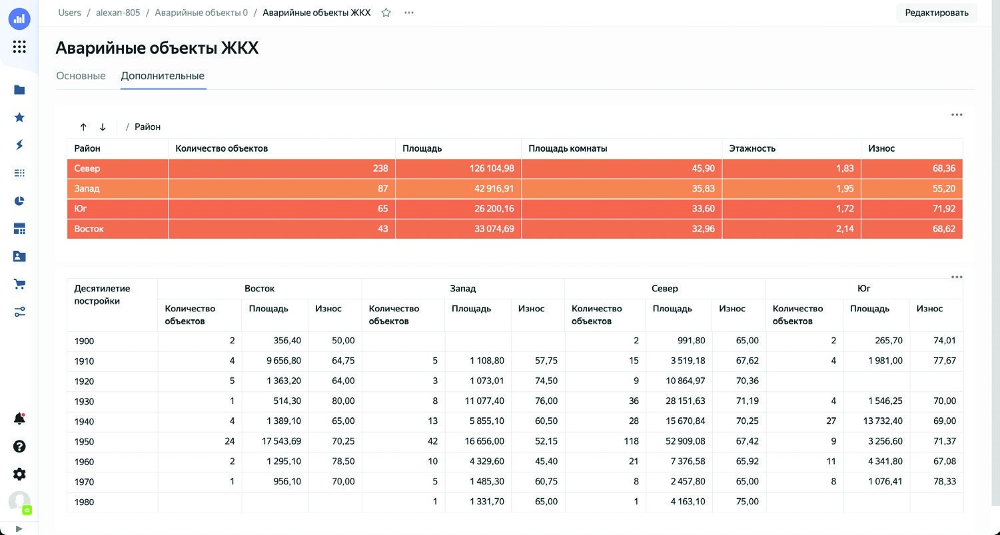 Users / alexan-805 / Аварийные объекты 0 / Аварийные объекты ЖКХ
Редактировать
Аварийные объекты ЖКХ
Основные Дополнительные
/ Район
Район Количество объектов Площадь Площадь комнаты Этажность Износ
Север 238 126 104,98 45,90 1,83 68,36
Запад 87 42 916,91 35,83 1,95 55,20
Юг 65 26 200,16 33,60 1,72 71,92
Восток 43 33 074,69 32,96 2,14 68,62
Десятилетие постройки Восток Запад Север Юг
Количество объектов Площадь Износ Количество объектов Площадь Износ Количество объектов Площадь Износ Количество объектов Площадь Износ
1900 2 356,40 50,00 2 991,80 65,00 2 265,70 74,01
1910 4 9 656,80 64,75 5 1 108,80 57,75 15 3 519,18 67,62 4 1 981,00 77,67
1920 5 1 363,20 64,00 3 1 073,01 74,50 9 10 864,97 70,36
1930 1 514,30 80,00 8 11 077,40 76,00 36 28 151,63 71,19 4 1 546,25 70,00
1940 4 1 389,10 65,00 13 5 855,10 60,50 28 15 670,84 70,25 27 13 732,40 69,00
1950 24 17 543,69 70,25 42 16 656,00 52,15 118 52 909,08 67,42 9 3 256,60 71,37
1960 2 1 295,10 78,50 10 4 329,60 45,40 21 7 376,58 65,92 11 4 341,80 67,08
1970 1 956,10 70,00 5 1 485,30 60,75 8 2 457,80 65,00 8 1 076,41 78,33
1980 1 1 331,70 65,00 1 4 163,10 75,00